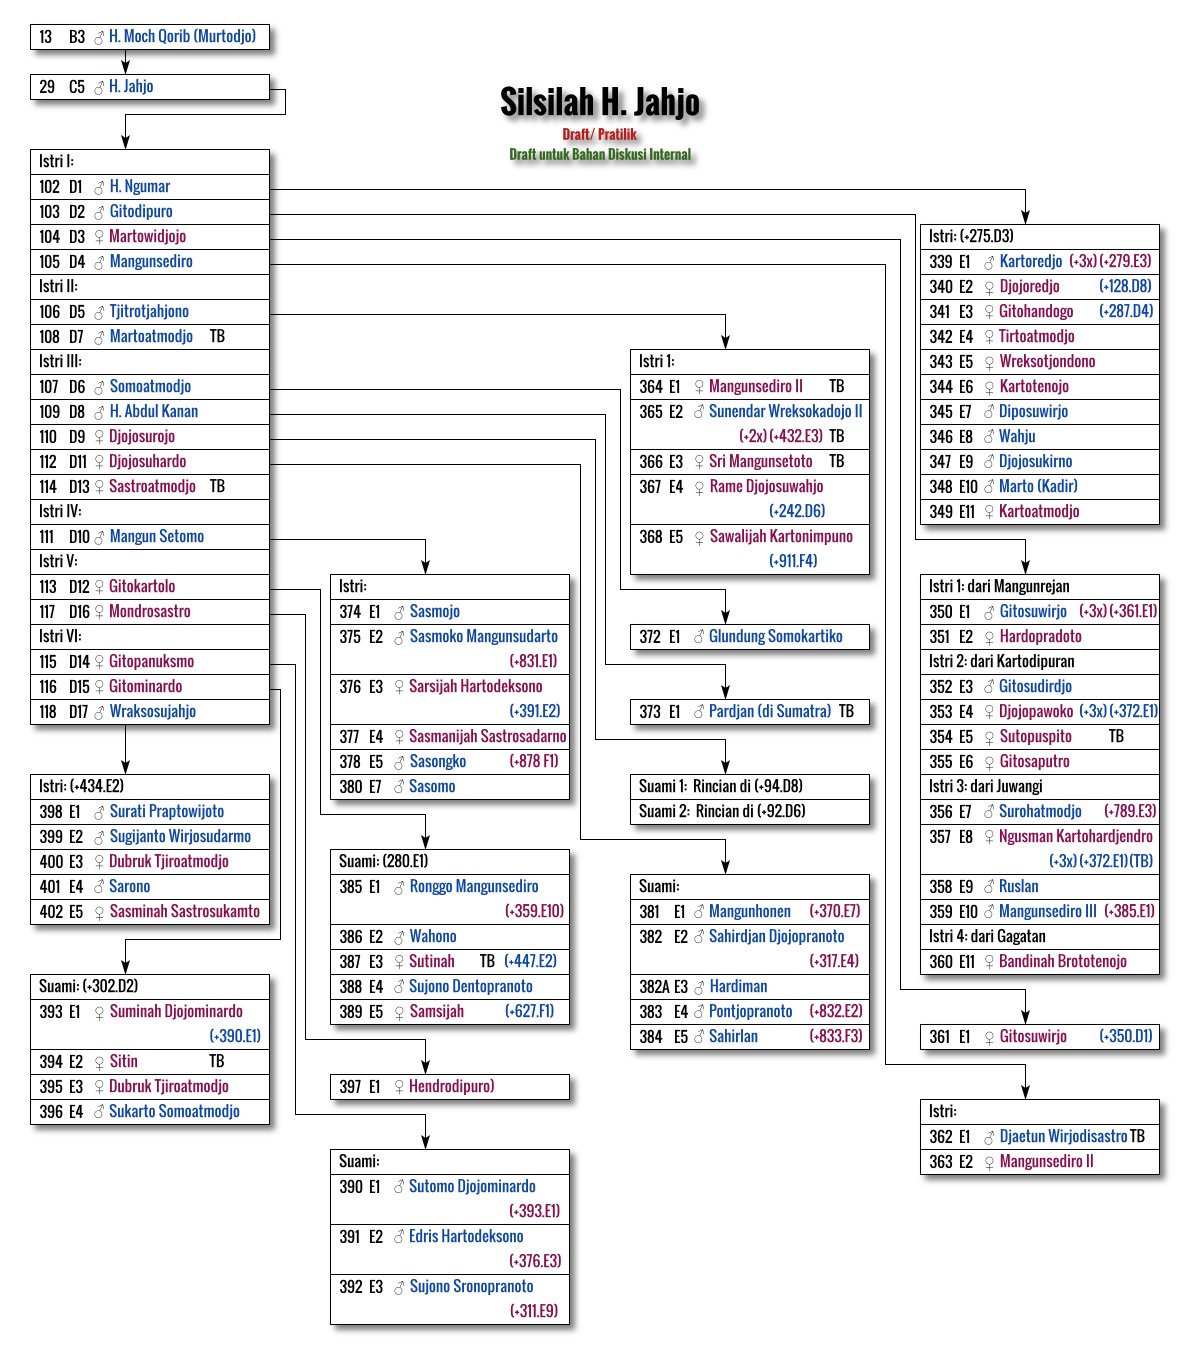 13 B3 ♂ H. Moch Qorib (Murtodjo)
29 C5 ♂ H. Jahjo
Silsilah H. Jahjo
Draft/ Pratilik
Draft untuk Bahan Diskusi Internal
Istri I:
102 D1 ♂ H. Ngumar
103 D2 ♂ Gitodipuro
104 D3 ♀ Martowidjojo
105 D4 ♂ Mangunsediro
Istri II:
106 D5 ♂ Tjitrotjahjono
108 D7 ♂ Martoatmodjo TB
Istri III:
107 D6 ♂ Somoatmodjo
109 D8 ♂ H. Abdul Kanan
110 D9 ♀ Djojosurojo
112 D11 ♀ Djojosuhardo
114 D13 ♀ Sastroatmodjo TB
Istri IV:
111 D10 ♂ Mangun Setomo
Istri V:
113 D12 ♀ Gitokartolo
117 D16 ♀ Mondrosastro
Istri VI:
115 D14 ♀ Gitopanuksmo
116 D15 ♀ Gitominardo
118 D17 ♂ Wraksosujahjo
Istri: (+434.E2)
398 E1 ♂ Surati Praptowijoto
399 E2 ♂ Sugijanto Wirjosudarmo
400 E3 ♀ Dubruk Tjiroatmodjo
401 E4 ♂ Sarono
402 E5 ♀ Sasminah Sastrosukamto
Suami: (+302.D2)
393 E1 ♀ Suminah Djojominardo
(+390.E1)
394 E2 ♀ Sitin TB
395 E3 ♀ Dubruk Tjiroatmodjo
396 E4 ♂ Sukarto Somoatmodjo
Istri:
374 E1 ♂ Sasmojo
375 E2 ♂ Sasmoko Mangunsudarto
(+831.E1)
376 E3 ♀ Sarsijah Hartodeksono
(+391.E2)
377 E4 ♀ Sasmanijah Sastrosadarno
378 E5 ♂ Sasongko (+878 F1)
380 E7 ♂ Sasomo
Suami: (280.E1)
385 E1 ♂ Ronggo Mangunsediro
(+359.E10)
386 E2 ♂ Wahono
387 E3 ♀ Sutinah TB (+447.E2)
388 E4 ♂ Sujono Dentopranoto
389 E5 ♀ Samsijah (+627.F1)
397 E1 ♀ Hendrodipuro)
Suami:
390 E1 ♂ Sutomo Djojominardo
(+393.E1)
391 E2 ♂ Edris Hartodeksono
(+376.E3)
392 E3 ♂ Sujono Sronopranoto
(+311.E9)
Istri 1:
364 E1 ♀ Mangunsediro II TB
365 E2 ♂ Sunendar Wreksokadojo II
(+2x) (+432.E3) TB
366 E3 ♀ Sri Mangunsetoto TB
367 E4 ♀ Rame Djojosuwahjo
(+242.D6)
368 E5 ♀ Sawalijah Kartonimpuno
(+911.F4)
372 E1 ♂ Glundung Somokartiko
373 E1 ♂ Pardjan (di Sumatra) TB
Suami 1: Rincian di (+94.D8)
Suami 2: Rincian di (+92.D6)
Suami:
381 E1 ♂ Mangunhonen (+370.E7)
382 E2 ♂ Sahirdjan Djojopranoto
(+317.E4)
382A E3 ♂ Hardiman
383 E4 ♂ Pontjopranoto (+832.E2)
384 E5 ♂ Sahirlan (+833.F3)
Istri: (+275.D3)
339 E1 ♂ Kartoredjo (+3x) (+279.E3)
340 E2 ♀ Djojoredjo (+128.D8)
341 E3 ♀ Gitohandogo (+287.D4)
342 E4 ♀ Tirtoatmodjo
343 E5 ♀ Wreksotjondono
344 E6 ♀ Kartotenojo
345 E7 ♂ Diposuwirjo
346 E8 ♂ Wahju
347 E9 ♂ Djojosukirno
348 E10 ♂ Marto (Kadir)
349 E11 ♀ Kartoatmodjo
Istri 1: dari Mangunrejan
350 E1 ♂ Gitosuwirjo (+3x) (+361.E1)
351 E2 ♀ Hardopradoto
Istri 2: dari Kartodipuran
352 E3 ♂ Gitosudirdjo
353 E4 ♀ Djojopawoko (+3x) (+372.E1)
354 E5 ♀ Sutopuspito TB
355 E6 ♀ Gitosaputro
Istri 3: dari Juwangi
356 E7 ♂ Surohatmodjo (+789.E3)
357 E8 ♀ Ngusman Kartohardjendro
(+3x) (+372.E1)(TB)
358 E9 ♂ Ruslan
359 E10 ♂ Mangunsediro III (+385.E1)
Istri 4: dari Gagatan
360 E11 ♀ Bandinah Brototenojo
361 E1 ♀ Gitosuwirjo (+350.D1)
Istri:
362 E1 ♂ Djaetun Wirjodisastro TB
363 E2 ♀ Mangunsediro II